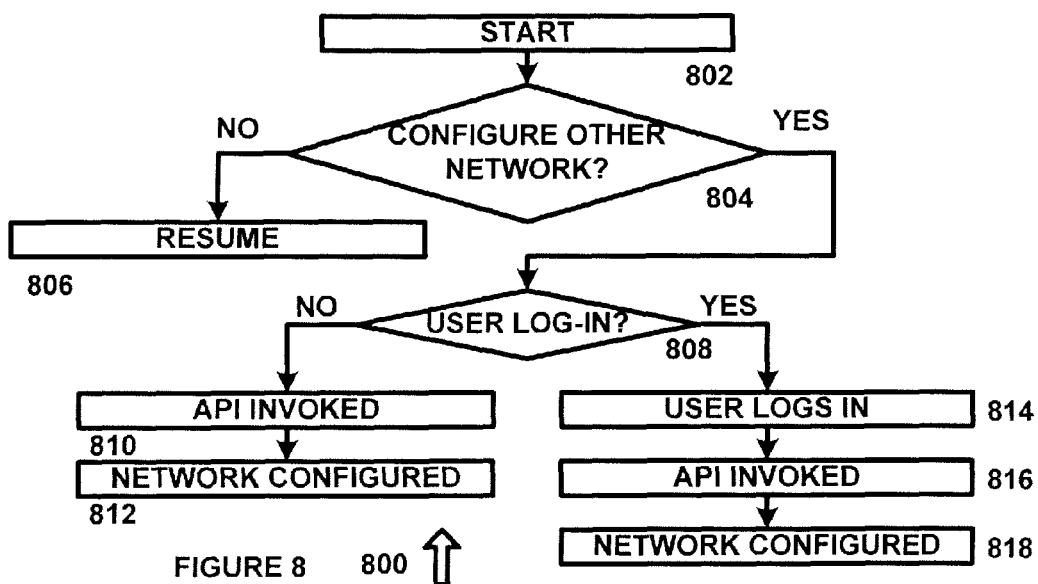 START
802
NO
CONFIGURE OTHER
NETWORK?
YES
804
RESUME
806
NO
USER LOG-IN?
YES
808
API INVOKED
810
NETWORK CONFIGURED
812
USER LOGS IN
814
API INVOKED
816
NETWORK CONFIGURED
818
FIGURE 8
800